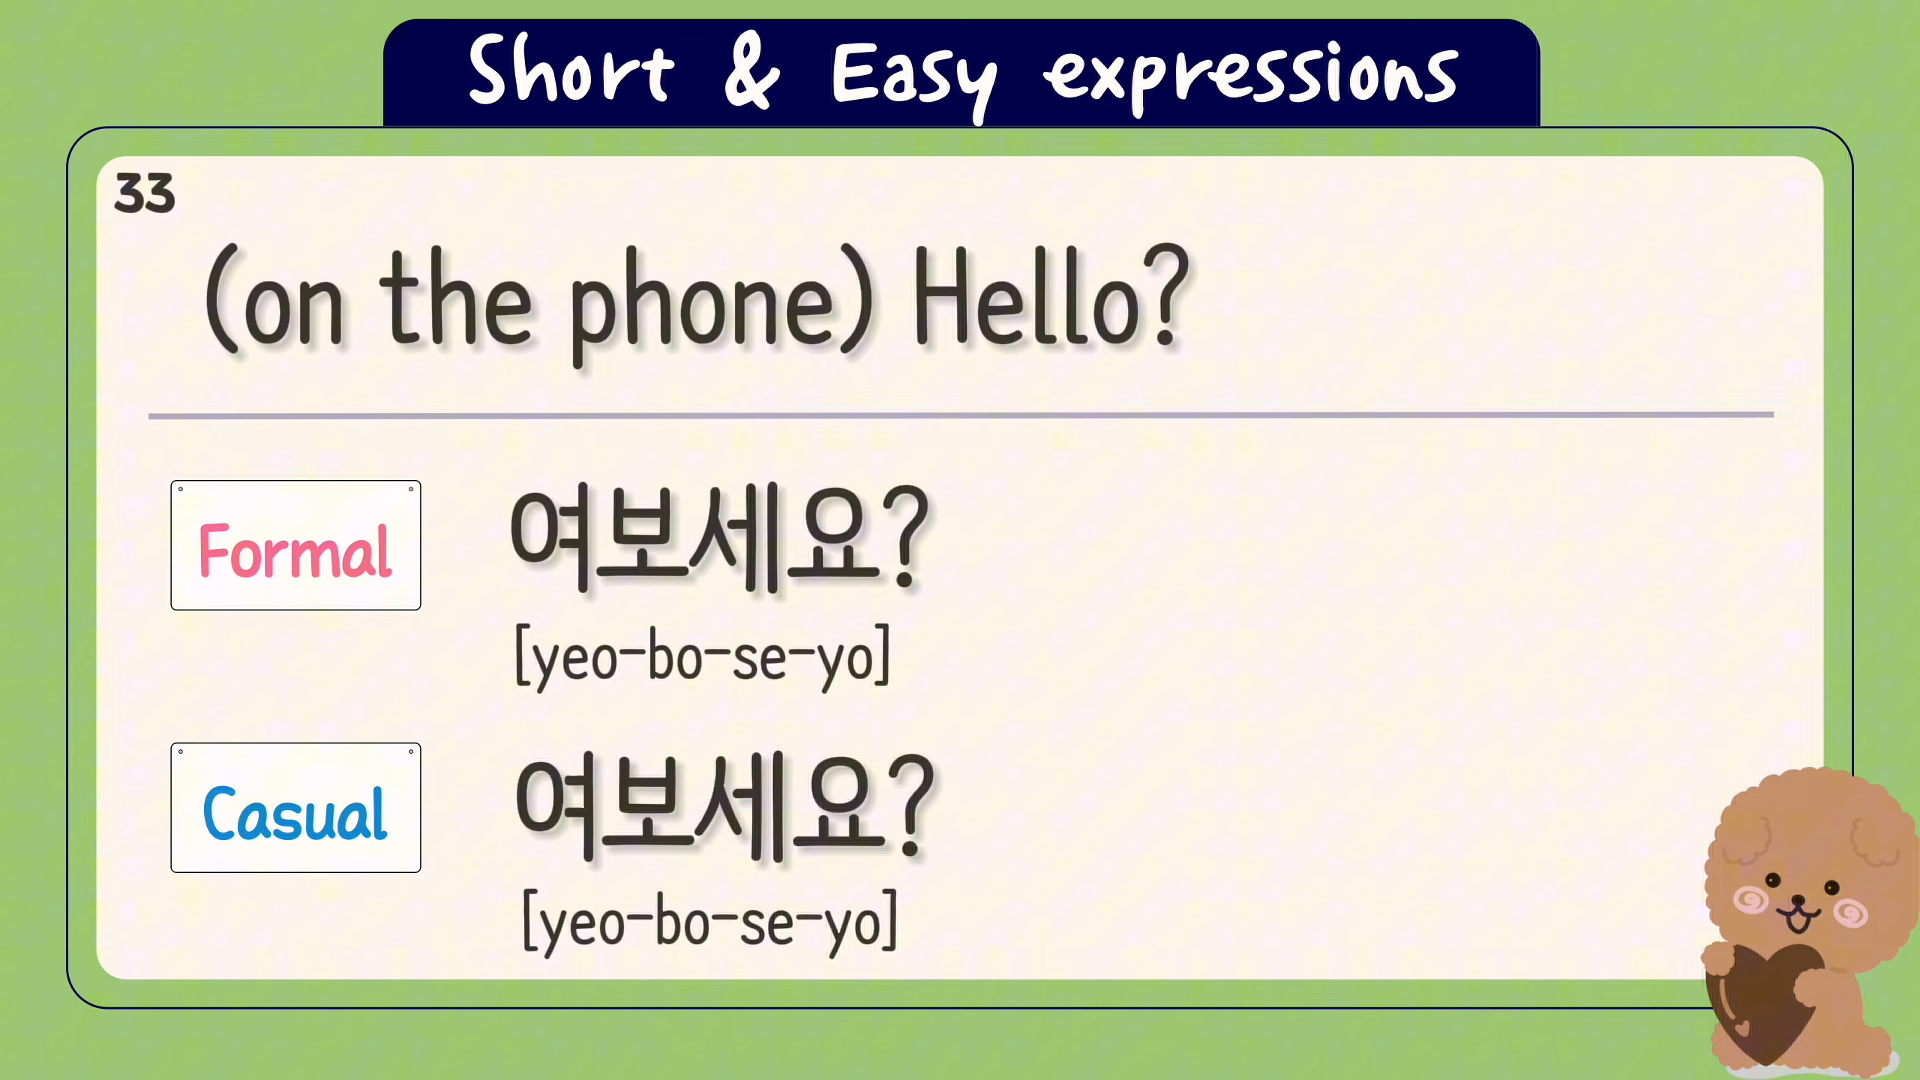 Short & Easy expressions
33
(on the phone) Hello?
Formal
여보세요?
[yeo-bo-se-yo]
Casual
여보세요?
[yeo-bo-se-yo]